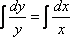 ∫ dy/y = ∫ dx/x